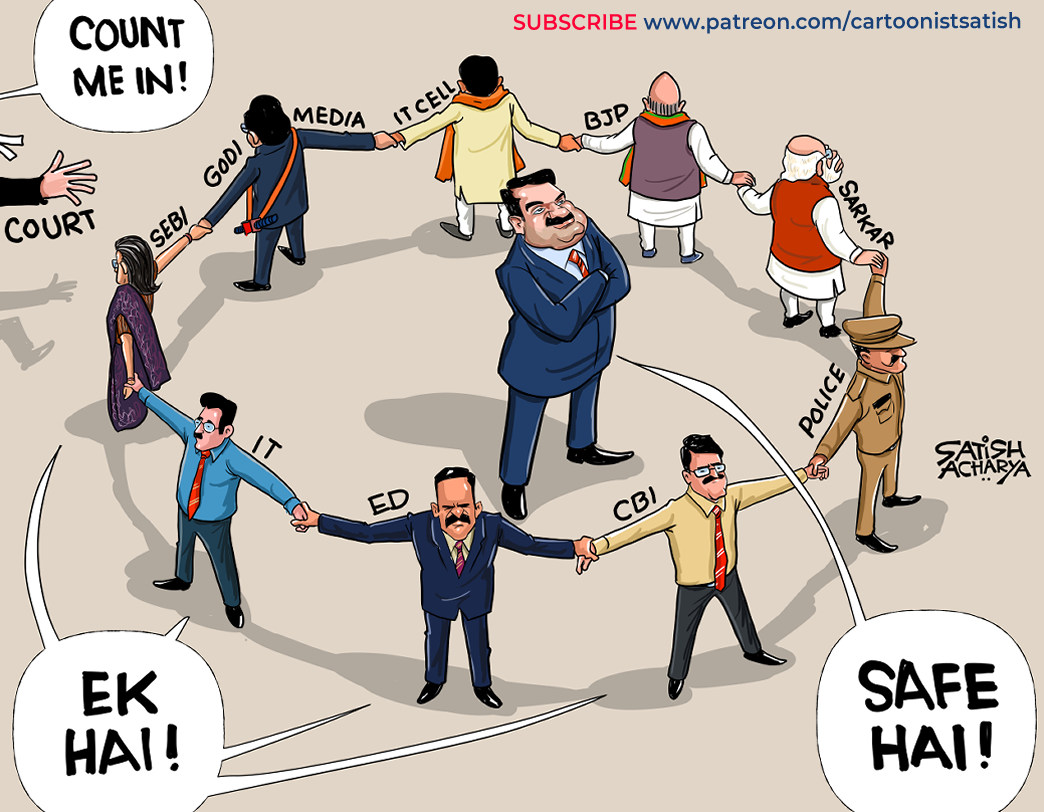 SUBSCRIBE www.patreon.com/cartoonistsatish
COUNT
ME IN!
COURT
SEBI
GODI
MEDIA
IT CELL
BJP
SARKAR
POLICE
CBI
ED
IT
SATISH
ACHARYA
EK
HAI!
SAFE
HAI!